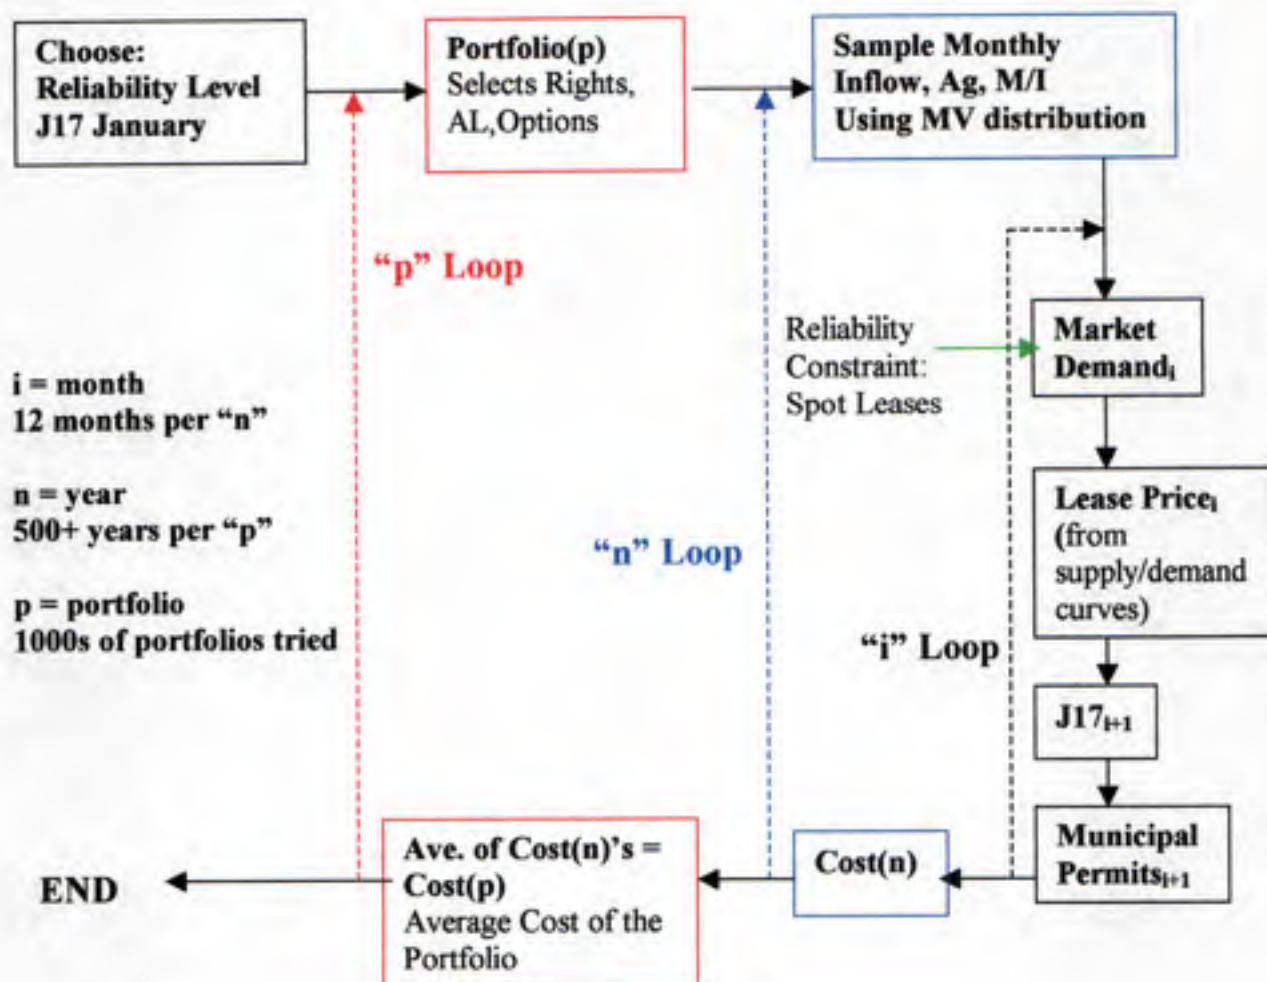 Choose:
Reliability Level
J17 January
Portfolio(p)
Selects Rights,
AL,Options
Sample Monthly
Inflow, Ag, M/I
Using MV distribution
“p” Loop
Reliability
Constraint:
Spot Leases
Market
Demandᵢ
i = month
12 months per “n”
n = year
500+ years per “p”
p = portfolio
1000s of portfolios tried
“n” Loop
Lease Priceᵢ
(from
supply/demand
curves)
“i” Loop
J17ᵢ₊₁
Municipal
Permitsᵢ₊₁
Cost(n)
Ave. of Cost(n)’s =
Cost(p)
Average Cost of the
Portfolio
END